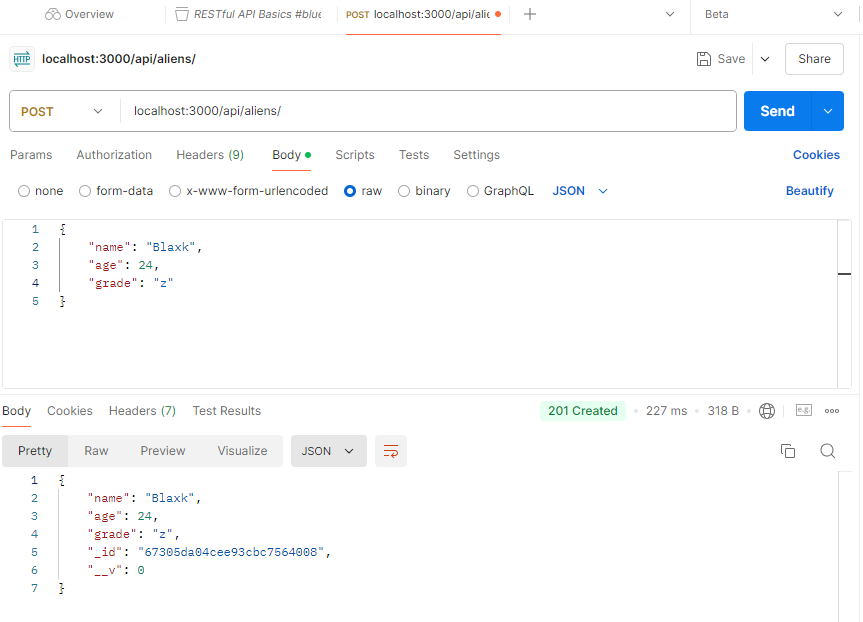 Overview RESTful API Basics #blue POST localhost:3000/api/alie Beta
HTTP localhost:3000/api/aliens/ Save Share
POST localhost:3000/api/aliens/ Send
Params Authorization Headers (9) Body Scripts Tests Settings Cookies
none form-data x-www-form-urlencoded raw binary GraphQL JSON Beautify
1 {
2 "name": "Blaxk",
3 "age": 24,
4 "grade": "z"
5 }
Body Cookies Headers (7) Test Results 201 Created 227 ms 318 B e.g.
Pretty Raw Preview Visualize JSON
1 {
2 "name": "Blaxk",
3 "age": 24,
4 "grade": "z",
5 "_id": "67305da04cee93cbc7564008",
6 "__v": 0
7 }